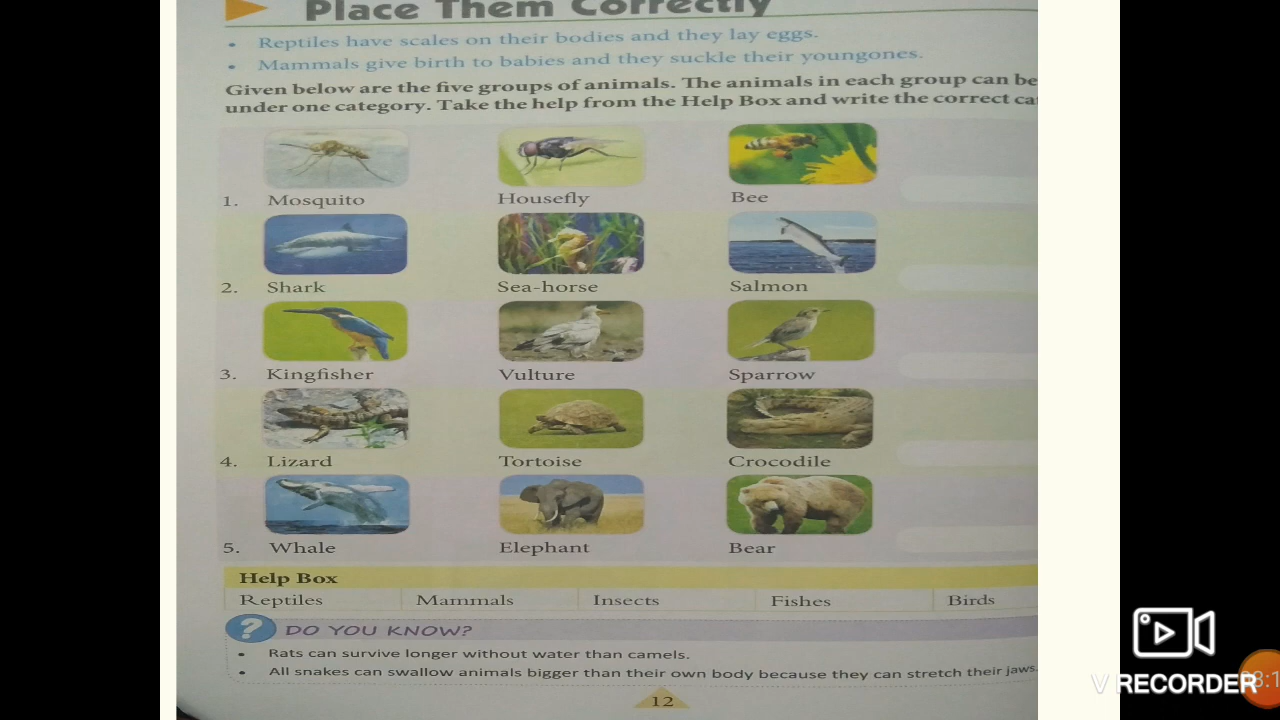 Place Them Correctly
• Reptiles have scales on their bodies and they lay eggs.
• Mammals give birth to babies and they suckle their youngones.
Given below are the five groups of animals. The animals in each group can be
under one category. Take the help from the Help Box and write the correct
1. Mosquito Housefly Bee
2. Shark Sea-horse Salmon
3. Kingfisher Vulture Sparrow
4. Lizard Tortoise Crocodile
5. Whale Elephant Bear
Help Box
Reptiles Mammals Insects Fishes Birds
? DO YOU KNOW?
• Rats can survive longer without water than camels.
• All snakes can swallow animals bigger than their own body because they can stretch their jaws.
12
V RECORDER